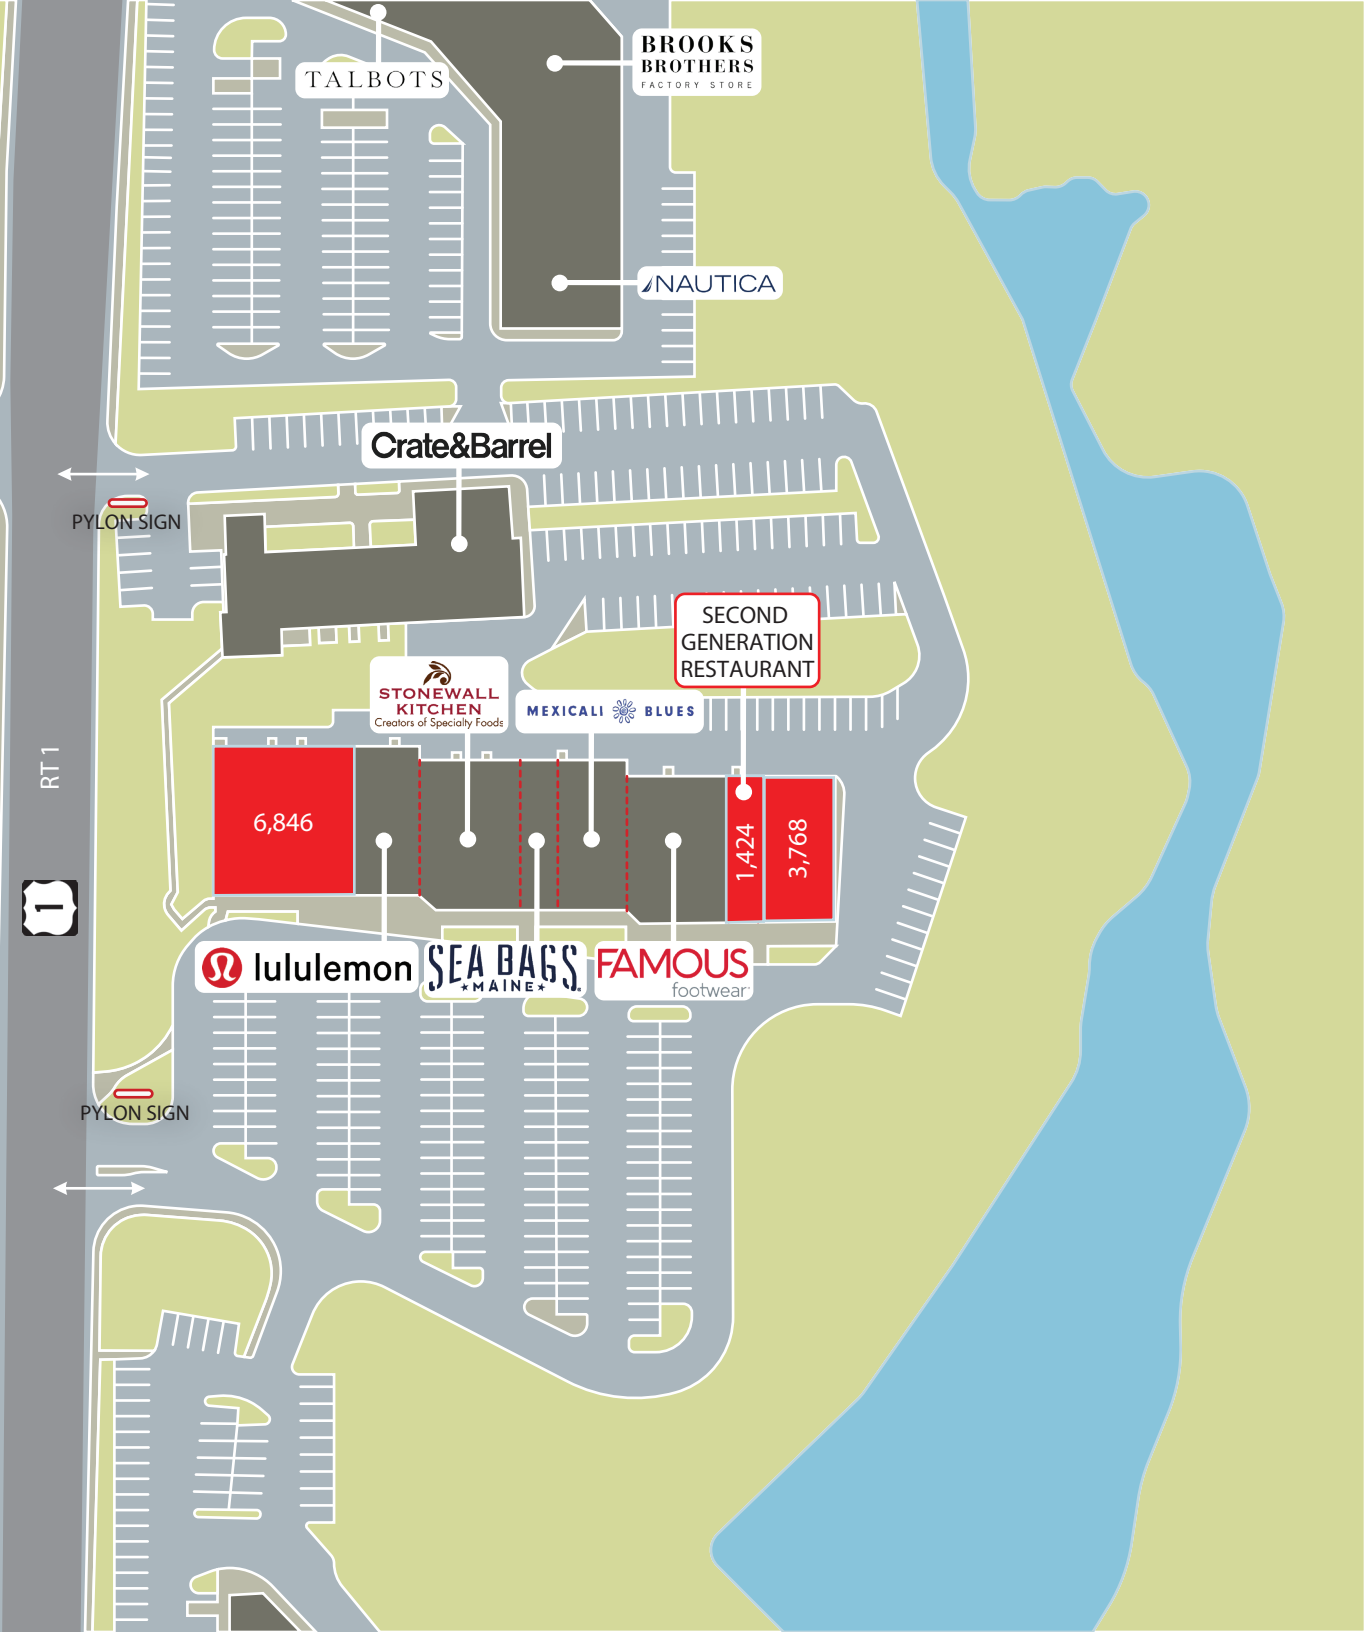 TALBOTS
BROOKS
BROTHERS
FACTORY STORE
NAUTICA
Crate&Barrel
PYLON SIGN
SECOND
GENERATION
RESTAURANT
STONEWALL
KITCHEN
Creators of Specialty Foods
MEXICALI BLUES
RT 1
6,846
1,424
3,768
1
lululemon
SEA BAGS
MAINE
FAMOUS
footwear
PYLON SIGN